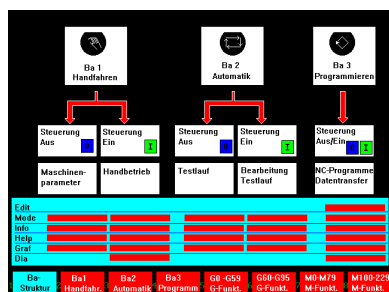 Ba 1 Ba 2 Ba 3
Handfahren Automatik Programmieren
Steuerung Steuerung Steuerung Steuerung Steuerung
Aus Ein Aus Ein Aus/Ein
I I I
Maschinen- Handbetrieb Testlauf Bearbeitung NC-Programme
parameter Testlauf Datentransfer
Edit
Mode
Info
Help
Graf
Dia
Ba- Ba1 Ba2 Ba3 G0 -G59 G60-G95 M0-M79 M100-229
Struktur Handfahr. Automatik Programm G-Funkt. G-Funkt. M-Funkt. M-Funkt.